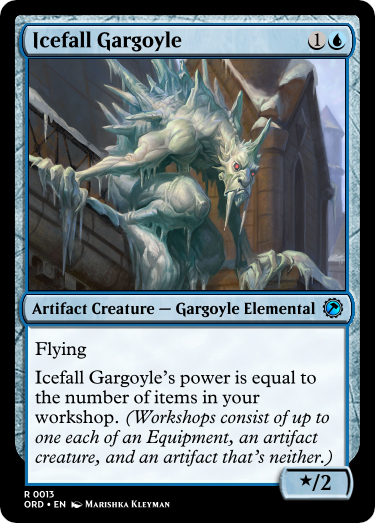 Icefall Gargoyle 1
Artifact Creature — Gargoyle Elemental
Flying
Icefall Gargoyle's power is equal to
the number of items in your
workshop. (Workshops consist of up to
one each of an Equipment, an artifact
creature, and an artifact that's neither.)
★/2
R 0013
ORD • EN Marishka Kleyman